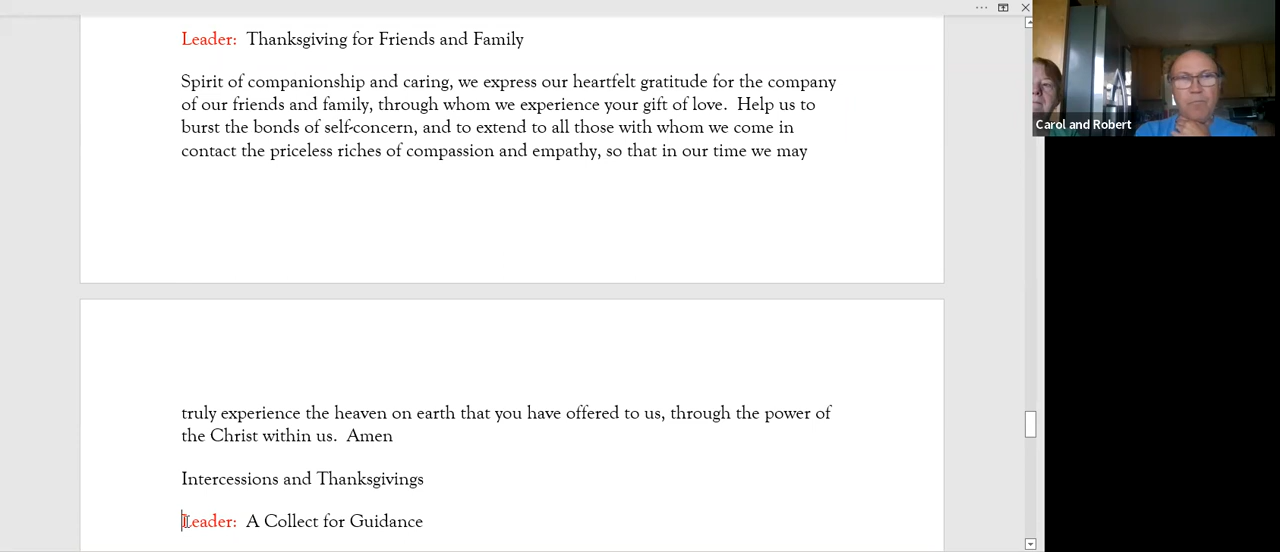 Leader:  Thanksgiving for Friends and Family
Spirit of companionship and caring, we express our heartfelt gratitude for the company
of our friends and family, through whom we experience your gift of love.  Help us to
burst the bonds of self-concern, and to extend to all those with whom we come in
contact the priceless riches of compassion and empathy, so that in our time we may
truly experience the heaven on earth that you have offered to us, through the power of
the Christ within us.  Amen
Intercessions and Thanksgivings
Leader:  A Collect for Guidance
Carol and Robert